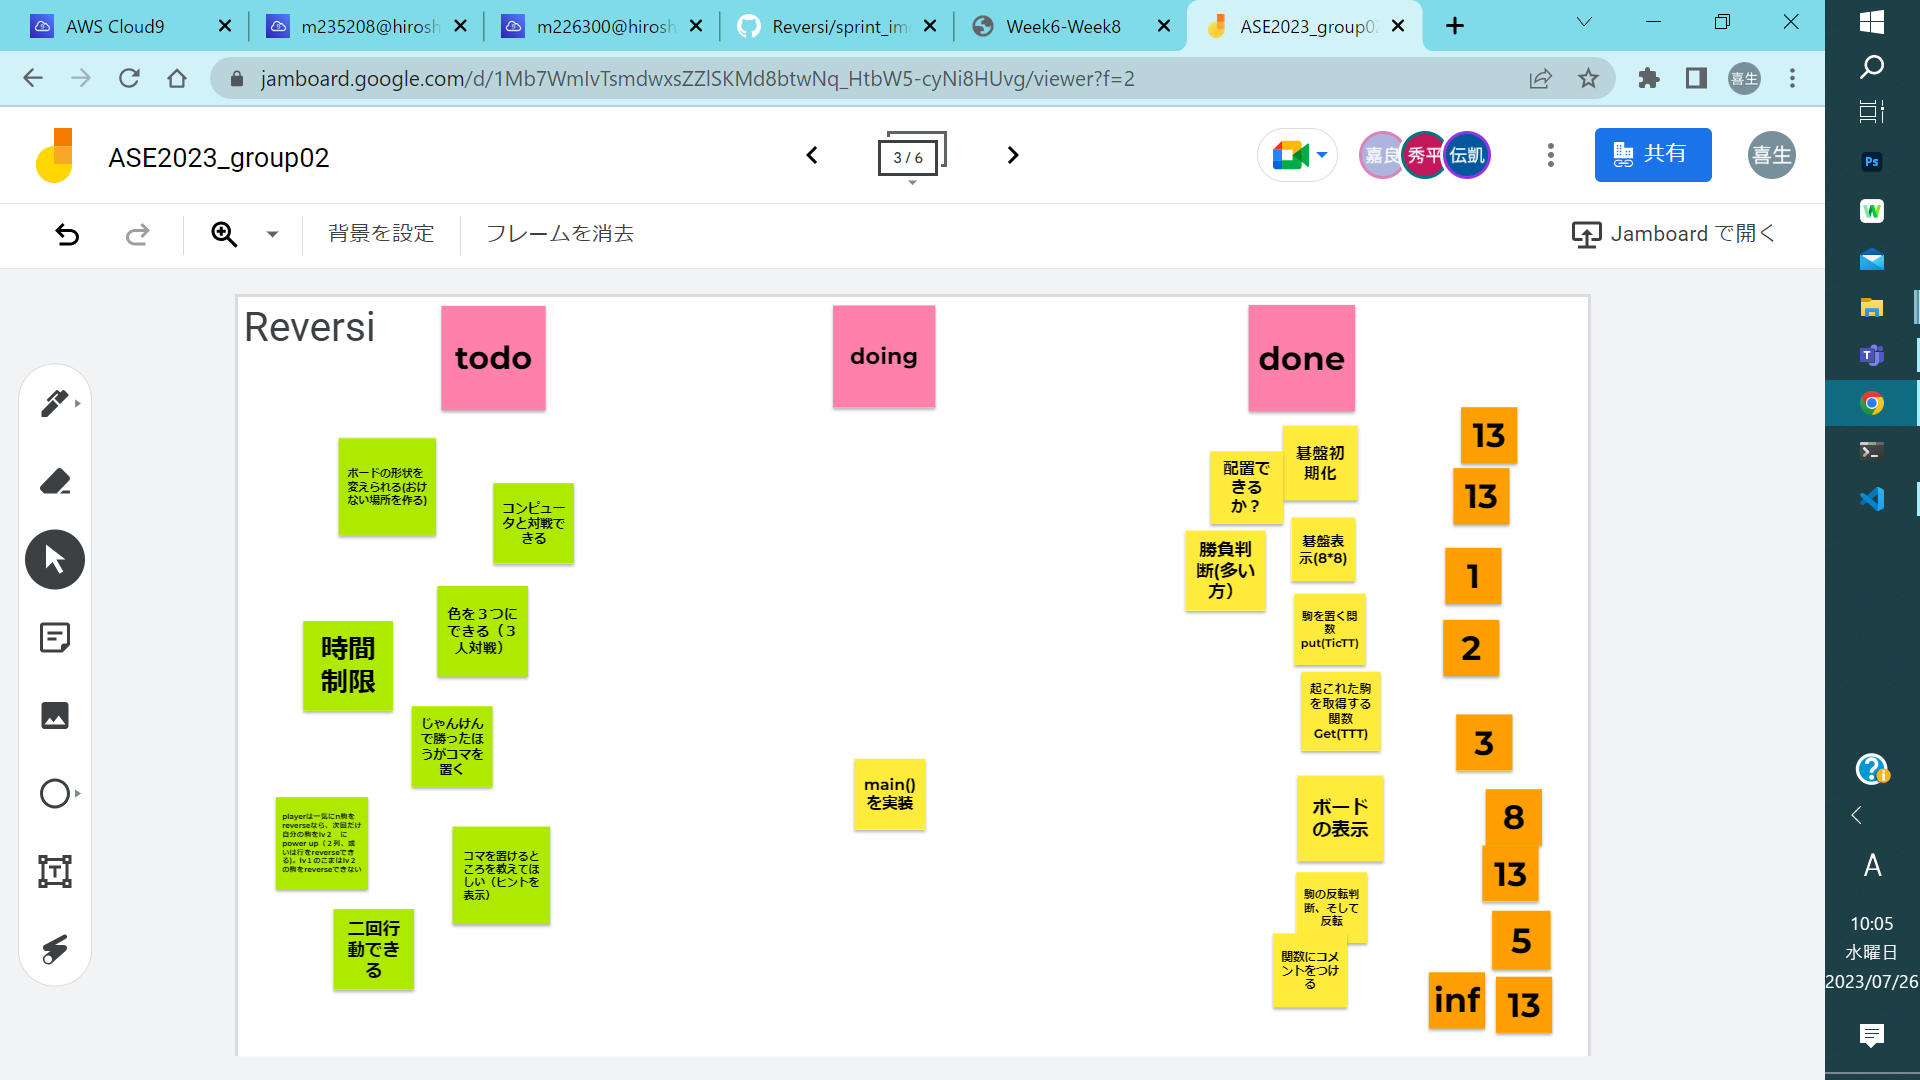 AWS Cloud9
m235208@hirosh
m226300@hirosh
Reversi/sprint_im
Week6-Week8
ASE2023_group02
jamboard.google.com/d/1Mb7WmIvTsmdwxsZZlSKMd8btwNq_HtbW5-cyNi8HUvg/viewer?f=2
喜生
ASE2023_group02
3 / 6
嘉良
秀平
伝凱
共有
喜生
背景を設定
フレームを消去
Jamboard で開く
Reversi
todo
doing
done
ボードの形状を
変えられる(おけ
ない場所を作る)
コンピュー
タと対戦で
きる
色を３つに
できる（３
人対戦）
時間
制限
じゃんけん
で勝ったほ
うがコマを
置く
playerは一気にn駒を
reverseなら、次回だけ
自分の駒をlv２　に
power up（２列、或
いは行をreverseでき
る)。lv１のこまはlv２
の駒をreverseできない
コマを置けると
ころを教えてほ
しい（ヒントを
表示）
二回行
動でき
る
main()
を実装
碁盤初
期化
配置で
きる
か？
碁盤表
示(8*8)
勝負判
断(多い
方）
駒を置く関
数
put(TicTT)
起これた駒
を取得する
関数
Get(TTT)
ボード
の表示
駒の反転判
断、そして
反転
関数にコメ
ントをつけ
る
13
13
1
2
3
8
13
5
inf
13
Ps
W
T
A
10:05
水曜日
2023/07/26